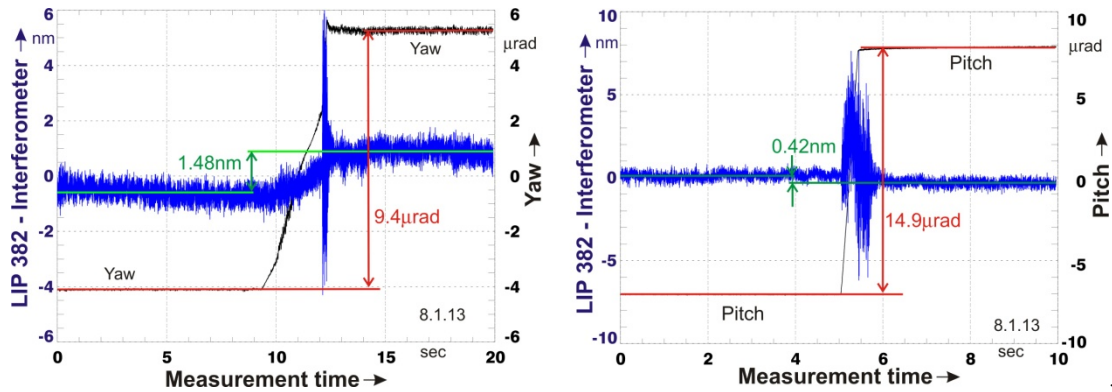 LIP 382 - Interferometer → nm
6
4
2
0
-2
-4
-6
Yaw
1.48nm
9.4µrad
Yaw
8.1.13
6
µrad
4
2
0
-2
-4
-6
Yaw →
0 5 10 15 sec 20
Measurement time →
LIP 382 - Interferometer → nm
10
5
0
-5
-10
Pitch
0.42nm
14.9µrad
Pitch
8.1.13
10
µrad
5
0
-5
-10
Pitch →
0 2 4 6 8 sec 10
Measurement time →